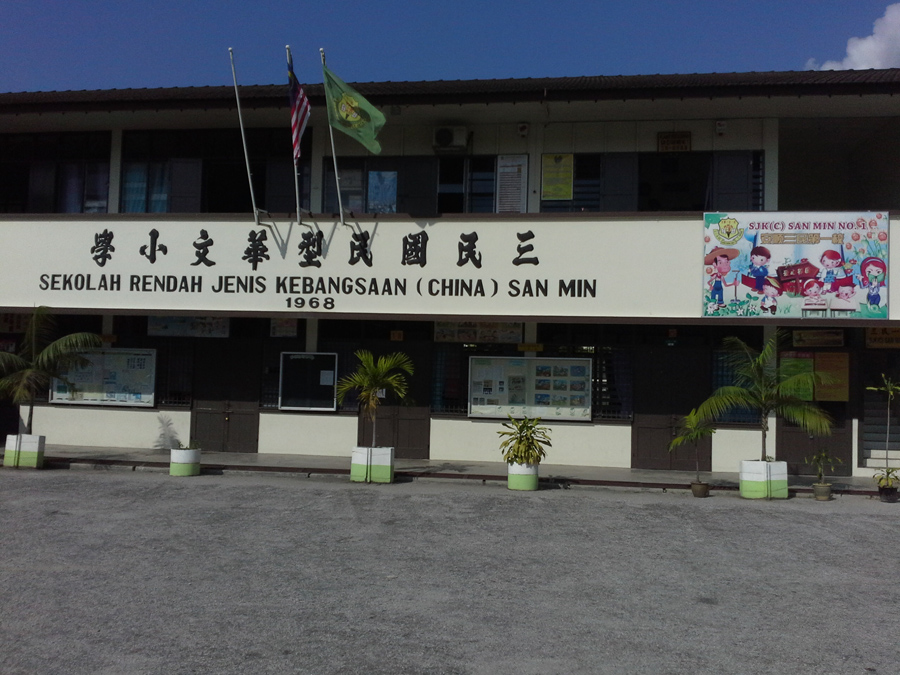 三民國民型華文小學
SEKOLAH RENDAH JENIS KEBANGSAAN (CHINA) SAN MIN
1968
SJK(C) SAN MIN NO.1